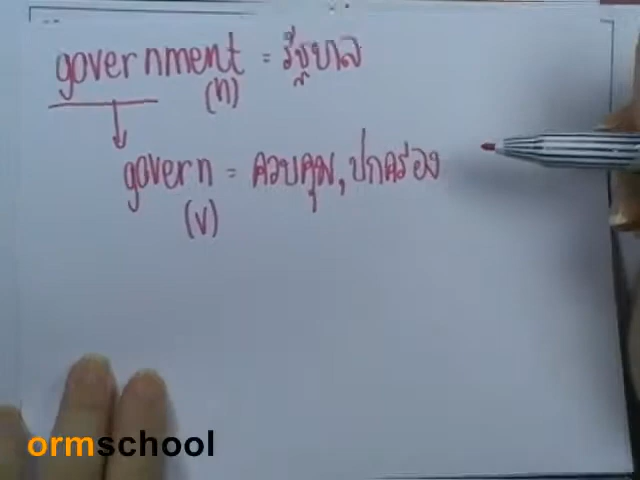 government = รัฐบาล
(n)
govern = ควบคุม, ปกครอง
(v)
ormschool